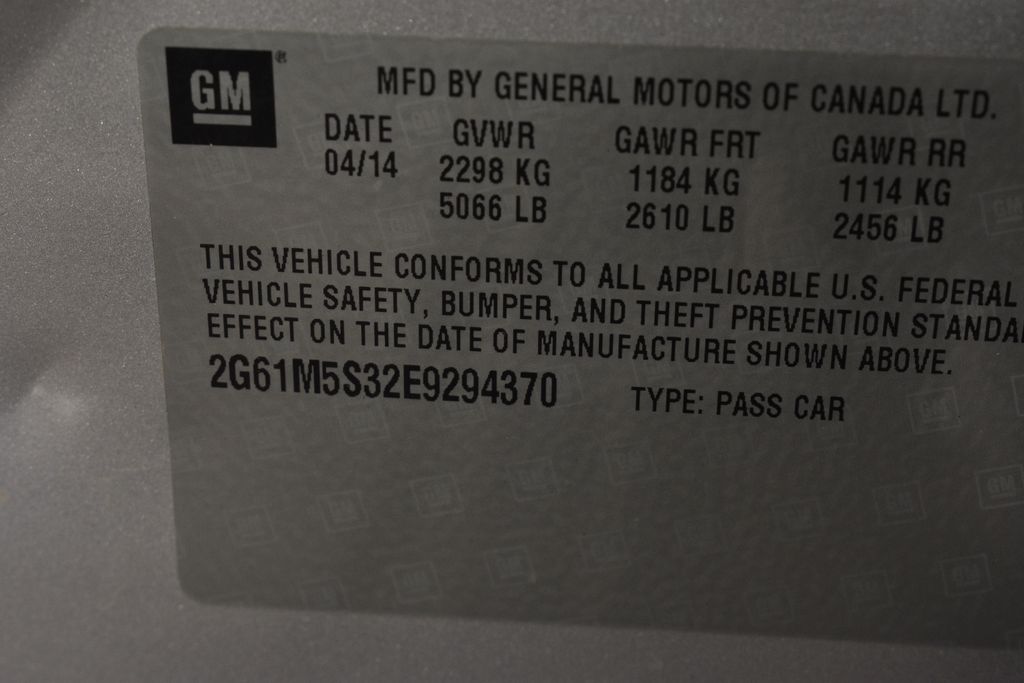 GM®
MFD BY GENERAL MOTORS OF CANADA LTD.
DATE GVWR GAWR FRT GAWR RR
04/14 2298 KG 1184 KG 1114 KG
5066 LB 2610 LB 2456 LB
THIS VEHICLE CONFORMS TO ALL APPLICABLE U.S. FEDERAL
VEHICLE SAFETY, BUMPER, AND THEFT PREVENTION STANDA
EFFECT ON THE DATE OF MANUFACTURE SHOWN ABOVE.
2G61M5S32E9294370 TYPE: PASS CAR